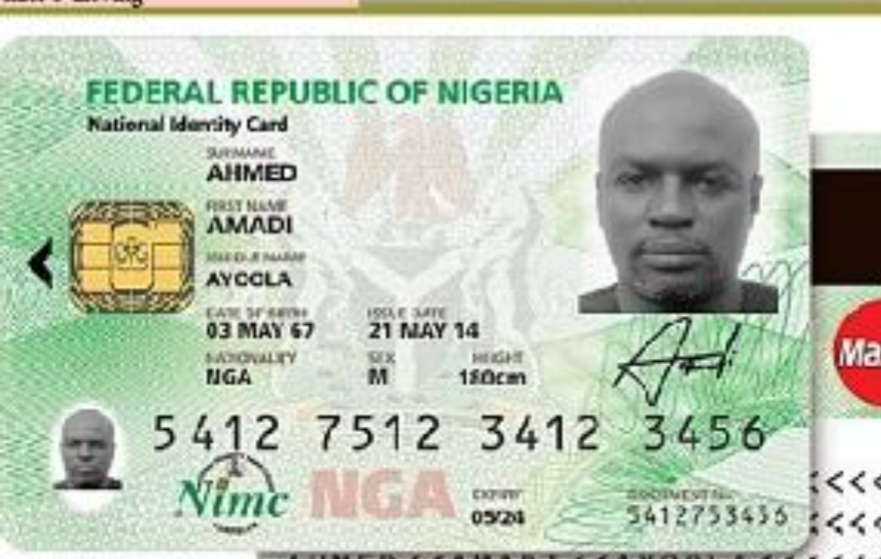 FEDERAL REPUBLIC OF NIGERIA
National Identity Card
SURNAME
AHMED
FIRST NAME
AMADI
MIDDLE NAME
AYOOLA
DATE OF BIRTH ISSUE DATE
03 MAY 67 21 MAY 14
NATIONALITY SEX HEIGHT
NGA M 180cm
5412 7512 3412 3456
Nimc NGA EXPIRY DOCUMENT No.
05/24 5412753456
Ma
<<<
<<<